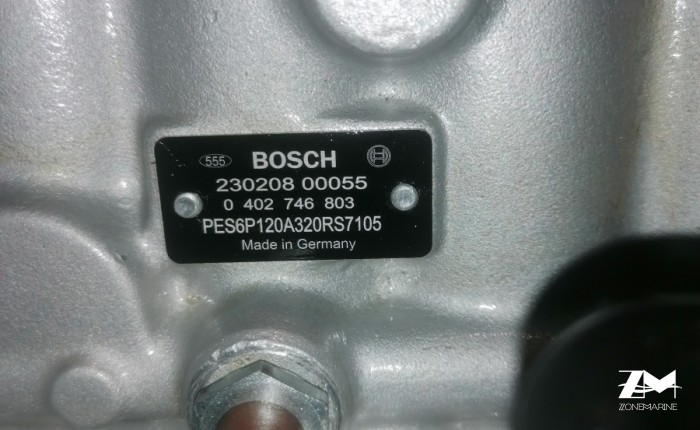 555 BOSCH
230208 00055
0 402 746 803
PES6P120A320RS7105
Made in Germany
ZM
ZONEMARINE